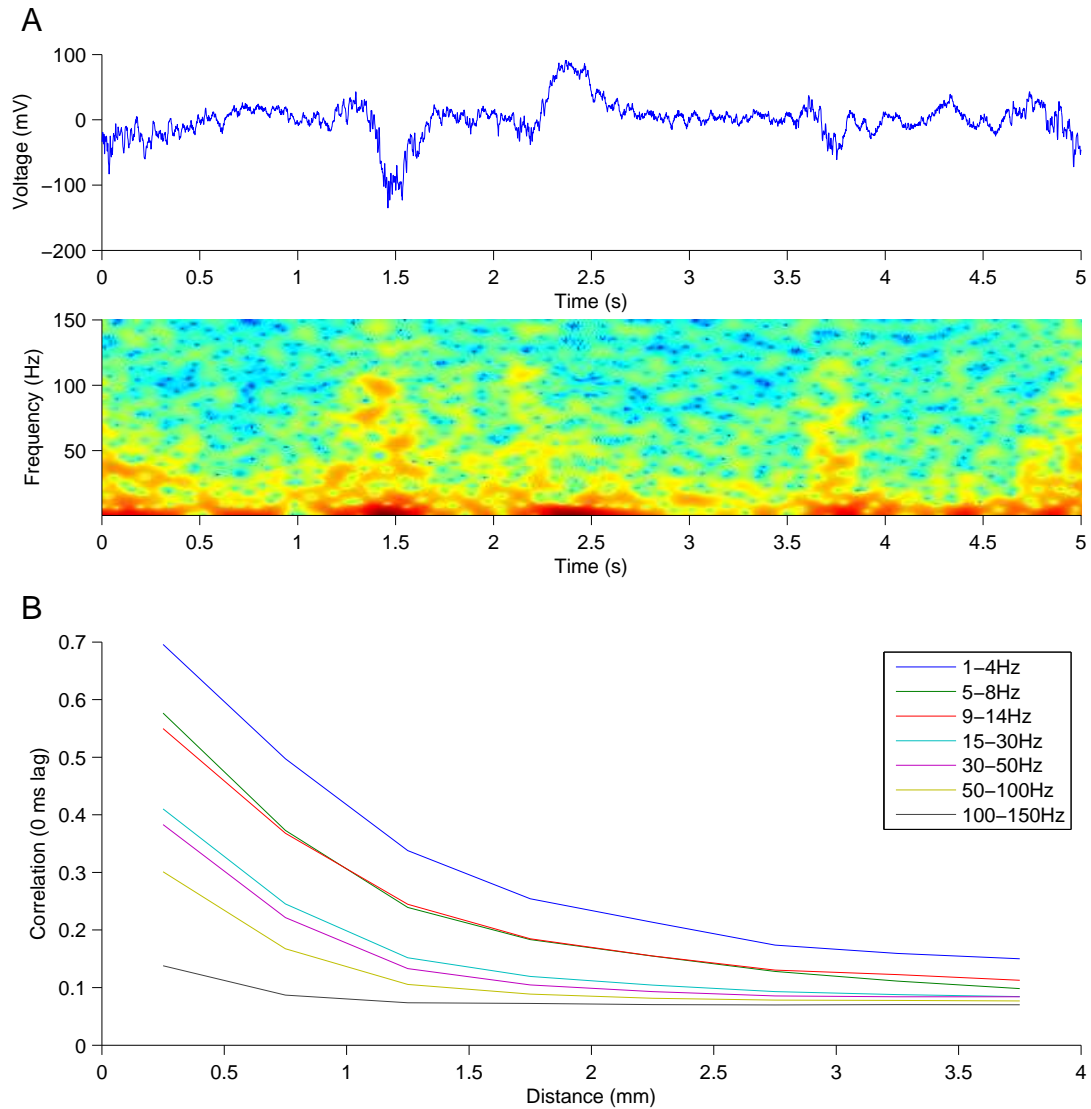 A
Voltage (mV)
100
0
−100
−200
0 0.5 1 1.5 2 2.5 3 3.5 4 4.5 5
Time (s)
Frequency (Hz)
150
100
50
0 0.5 1 1.5 2 2.5 3 3.5 4 4.5 5
Time (s)
B
Correlation (0 ms lag)
0.7
0.6
0.5
0.4
0.3
0.2
0.1
0
1−4Hz
5−8Hz
9−14Hz
15−30Hz
30−50Hz
50−100Hz
100−150Hz
0 0.5 1 1.5 2 2.5 3 3.5 4
Distance (mm)